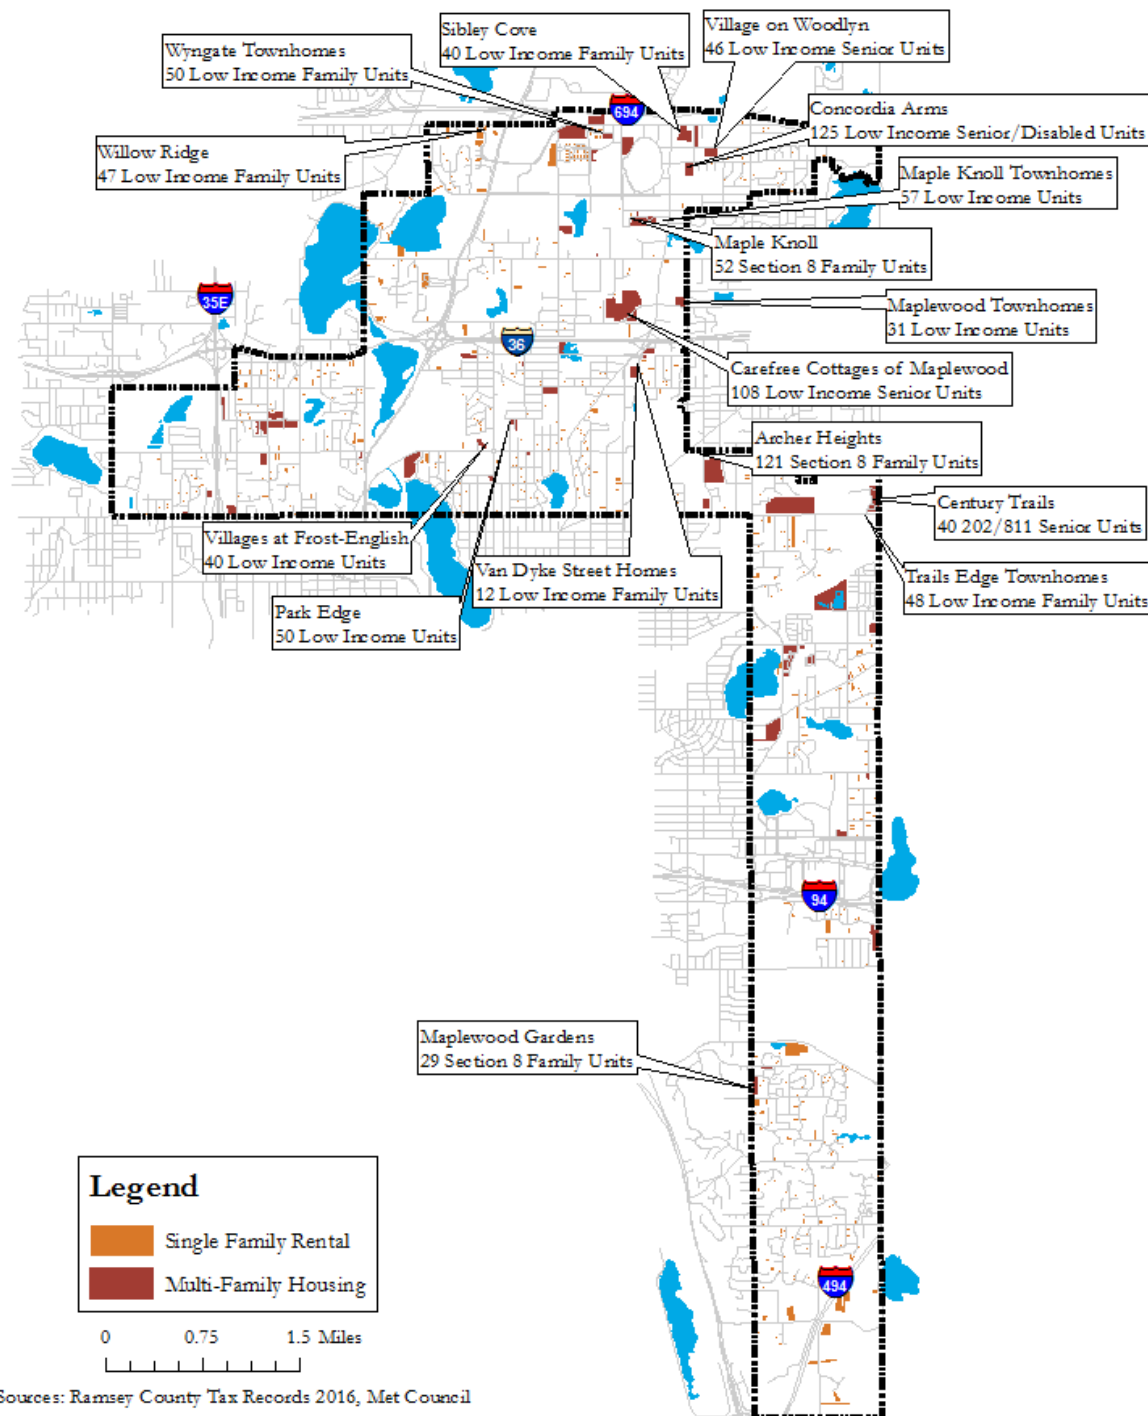 Sibley Cove
40 Low Income Family Units
Village on Woodlyn
46 Low Income Senior Units
Wyngate Townhomes
50 Low Income Family Units
694
Concordia Arms
125 Low Income Senior/Disabled Units
Willow Ridge
47 Low Income Family Units
Maple Knoll Townhomes
57 Low Income Units
Maple Knoll
52 Section 8 Family Units
35E
Maplewood Townhomes
31 Low Income Units
36
Carefree Cottages of Maplewood
108 Low Income Senior Units
Archer Heights
121 Section 8 Family Units
Century Trails
40 202/811 Senior Units
Villages at Frost-English
40 Low Income Units
Van Dyke Street Homes
12 Low Income Family Units
Trails Edge Townhomes
48 Low Income Family Units
Park Edge
50 Low Income Units
94
Maplewood Gardens
29 Section 8 Family Units
494
Legend
Single Family Rental
Multi-Family Housing
0 0.75 1.5 Miles
Sources: Ramsey County Tax Records 2016, Met Council